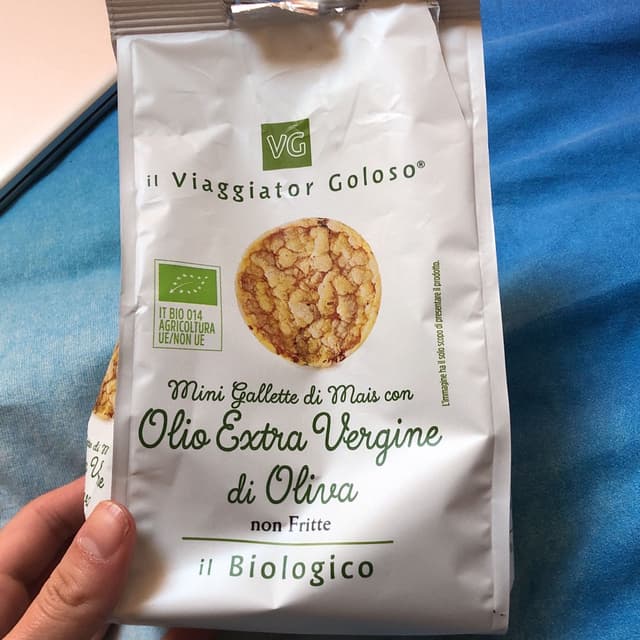 VG
il Viaggiator Goloso®
IT BIO 014
AGRICOLTURA
UE/NON UE
L'immagine ha il solo scopo di presentare il prodotto.
Mini Gallette di Mais con
Olio Extra Vergine
di Oliva
non Fritte
il Biologico